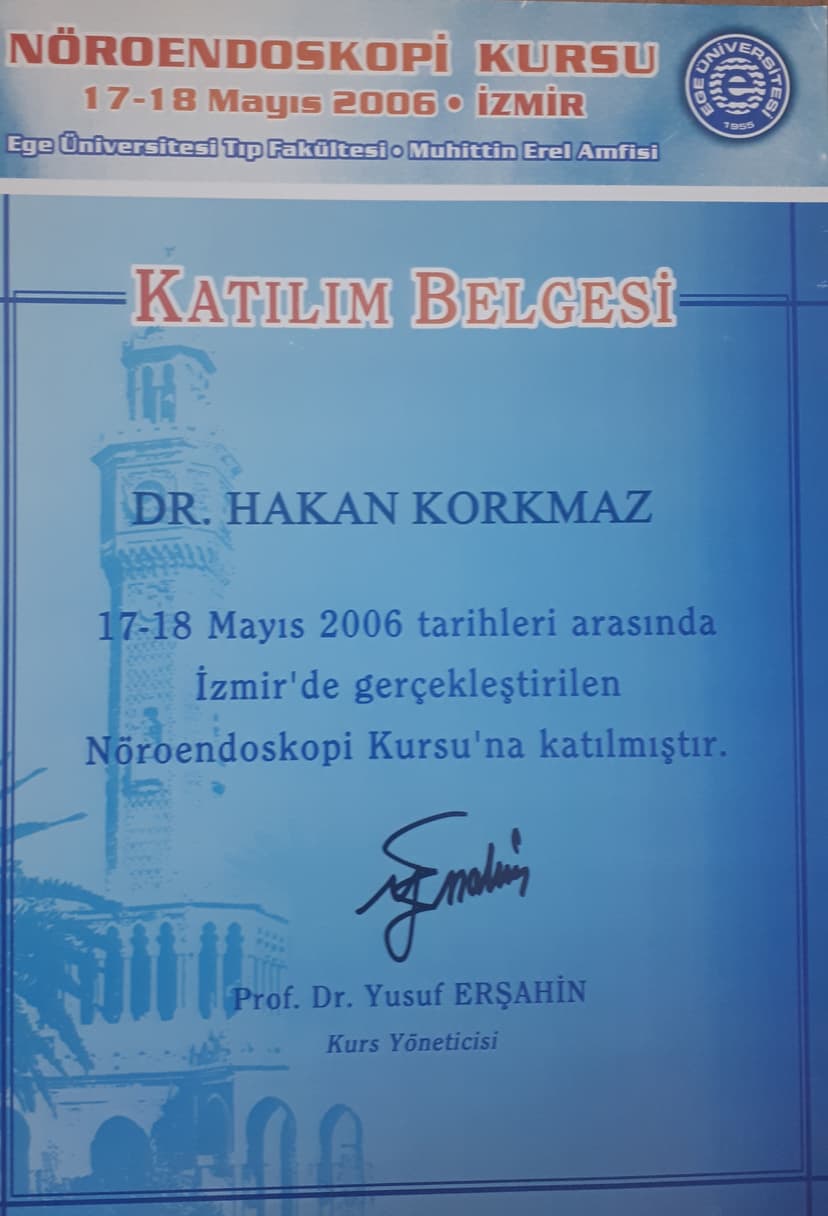 NÖROENDOSKOPİ KURSU
17-18 Mayıs 2006 • İZMİR
Ege Üniversitesi Tıp Fakültesi • Muhittin Erel Amfisi
EGE ÜNİVERSİTESİ
e
1955
KATILIM BELGESİ
DR. HAKAN KORKMAZ
17-18 Mayıs 2006 tarihleri arasında
İzmir'de gerçekleştirilen
Nöroendoskopi Kursu'na katılmıştır.
Prof. Dr. Yusuf ERŞAHİN
Kurs Yöneticisi